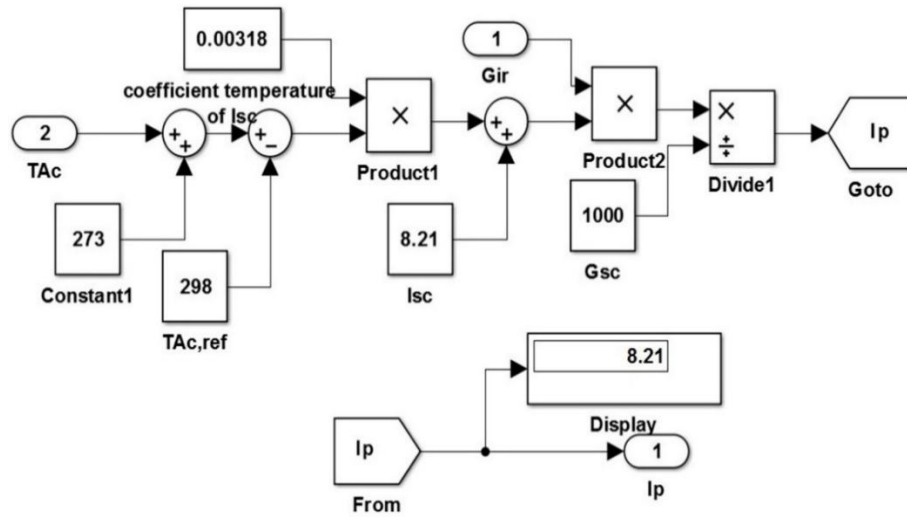 0.00318
coefficient temperature
of Isc
1
Gir
2
TAc
Product1
Product2
Divide1
Ip
Goto
273
Constant1
298
TAc,ref
8.21
Isc
1000
Gsc
8.21
Display
Ip
From
1
Ip